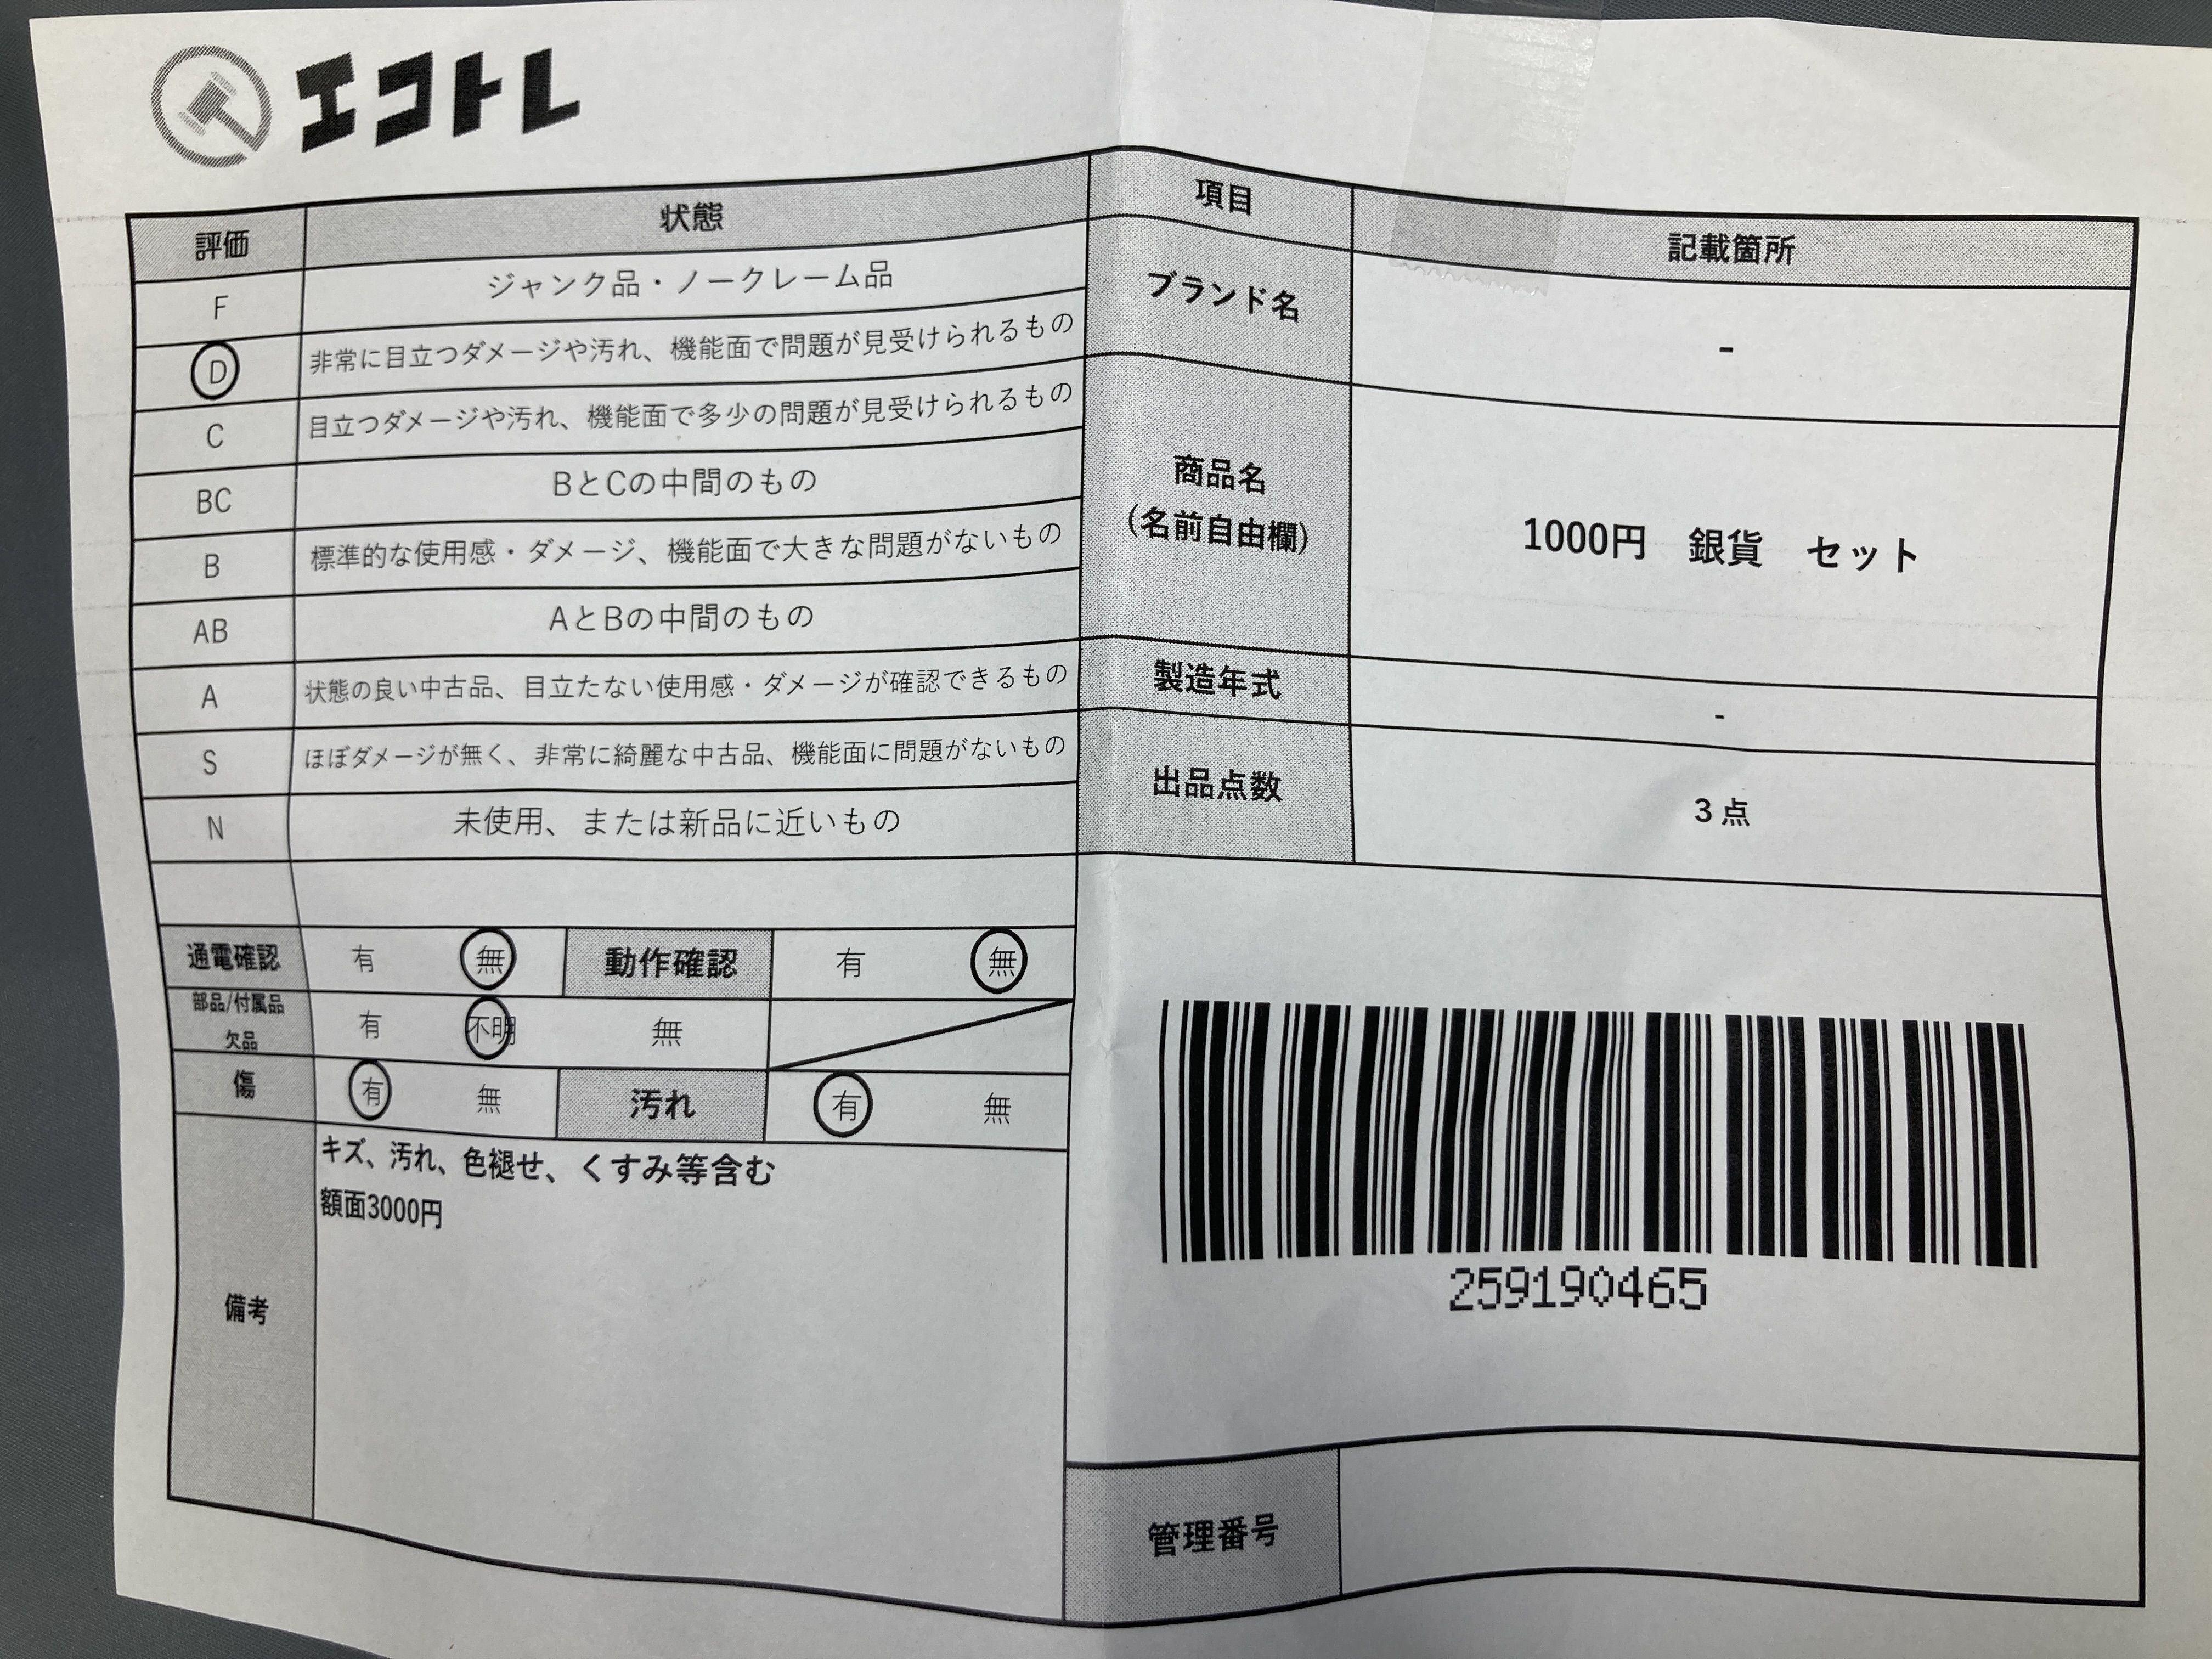 エコトレ
評価 状態
F ジャンク品・ノークレーム品
D 非常に目立つダメージや汚れ、機能面で問題が見受けられるもの
C 目立つダメージや汚れ、機能面で多少の問題が見受けられるもの
BC BとCの中間のもの
B 標準的な使用感・ダメージ、機能面で大きな問題がないもの
AB AとBの中間のもの
A 状態の良い中古品、目立たない使用感・ダメージが確認できるもの
S ほぼダメージが無く、非常に綺麗な中古品、機能面に問題がないもの
N 未使用、または新品に近いもの
通電確認 有 無 動作確認 有 無
部品/付属品
欠品 有 不明 無
傷 有 無 汚れ 有 無
備考
キズ、汚れ、色褪せ、くすみ等含む
額面3000円
項目 記載箇所
ブランド名 -
商品名
(名前自由欄)
1000円 銀貨 セット
製造年式 -
出品点数 3点
259190465
管理番号